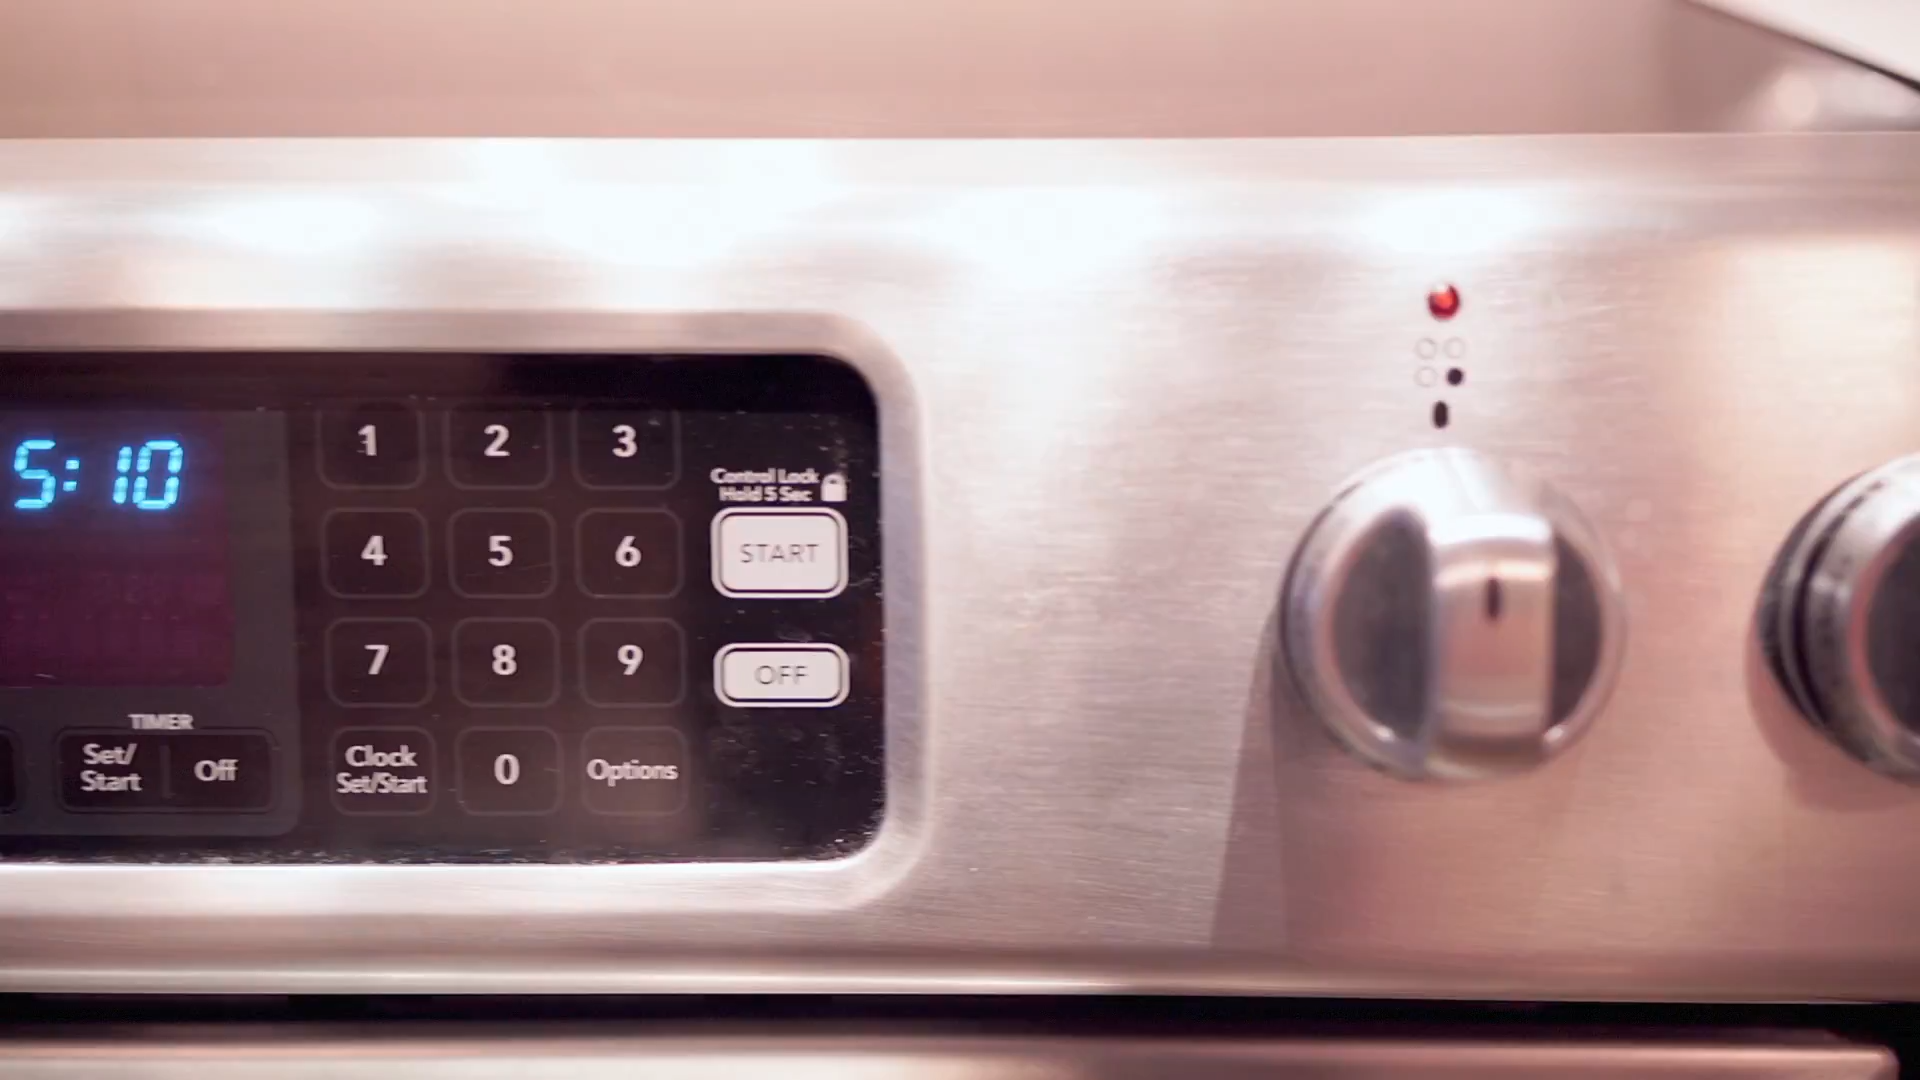 5:10
1 2 3
Control Lock
Hold 5 Sec
4 5 6
START
7 8 9
OFF
TIMER
Set/
Start
Off
Clock
Set/Start
0
Options